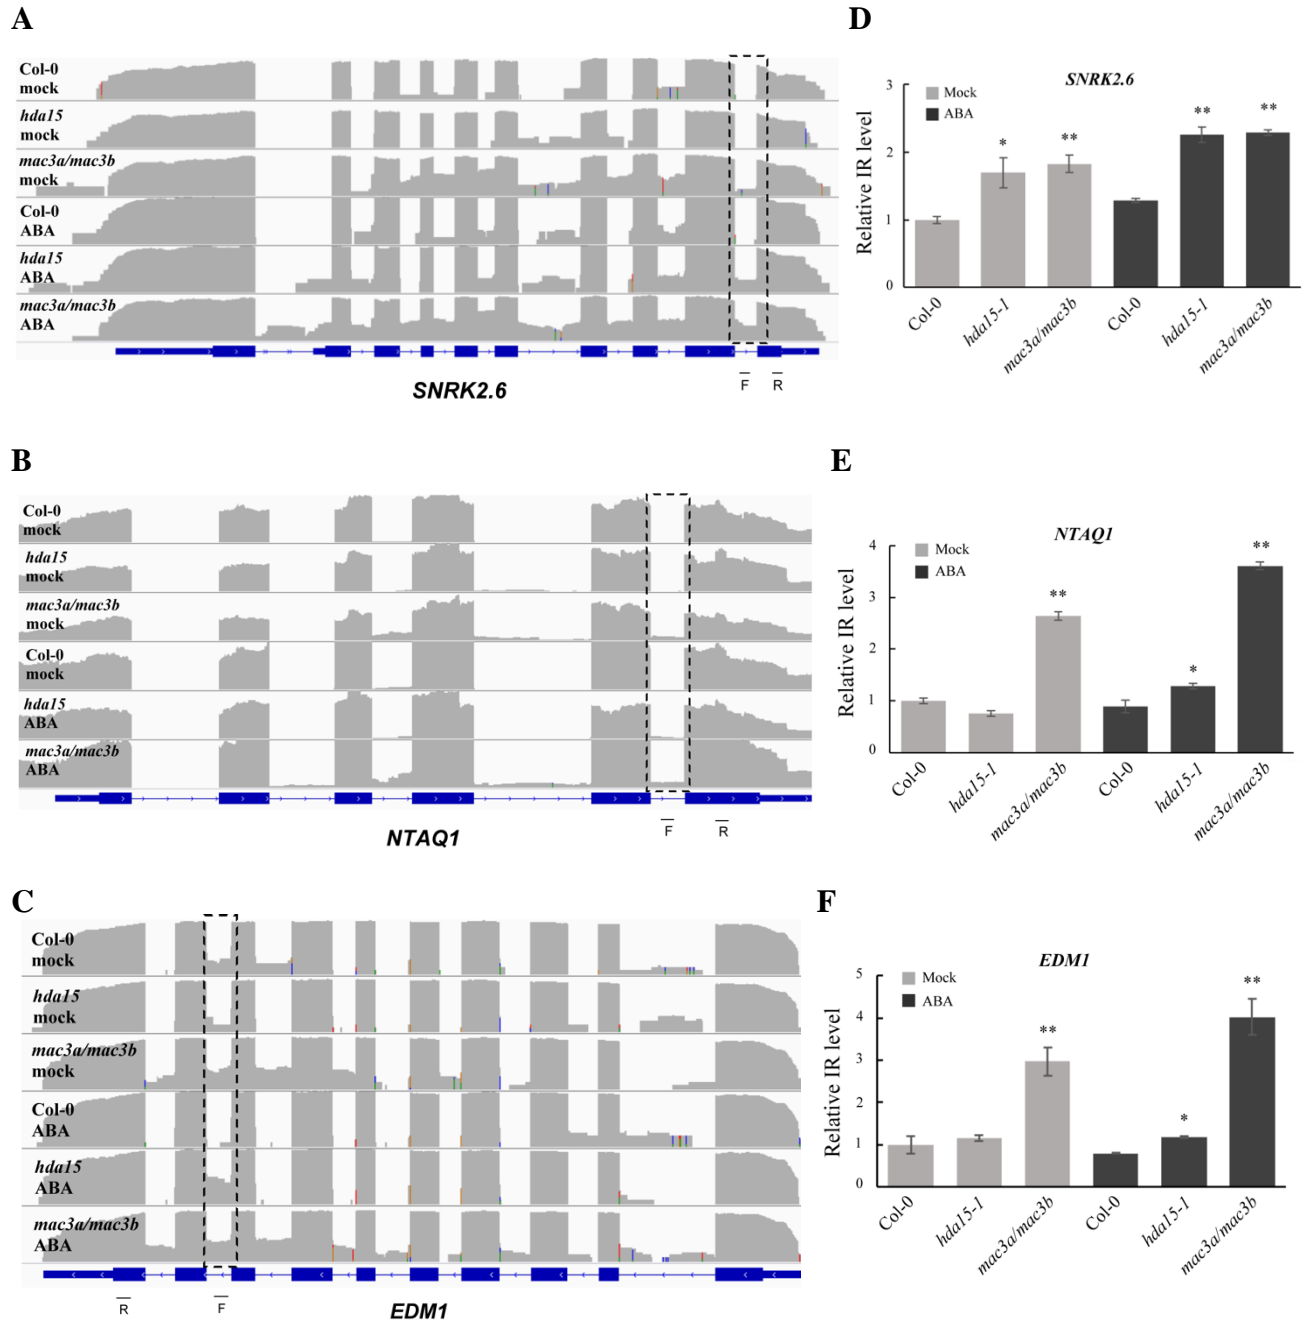 A
Col-0
mock
hda15
mock
mac3a/mac3b
mock
Col-0
ABA
hda15
ABA
mac3a/mac3b
ABA
SNRK2.6
F
R
D
SNRK2.6
Mock
ABA
Relative IR level
3
2
1
0
*
**
**
**
Col-0
hda15-1
mac3a/mac3b
Col-0
hda15-1
mac3a/mac3b
B
Col-0
mock
hda15
mock
mac3a/mac3b
mock
Col-0
mock
hda15
ABA
mac3a/mac3b
ABA
NTAQ1
F
R
E
NTAQ1
Mock
ABA
Relative IR level
4
3
2
1
0
**
*
**
Col-0
hda15-1
mac3a/mac3b
Col-0
hda15-1
mac3a/mac3b
C
Col-0
mock
hda15
mock
mac3a/mac3b
mock
Col-0
ABA
hda15
ABA
mac3a/mac3b
ABA
R
F
EDM1
F
EDM1
Mock
ABA
Relative IR level
5
4
3
2
1
0
**
*
**
Col-0
hda15-1
mac3a/mac3b
Col-0
hda15-1
mac3a/mac3b